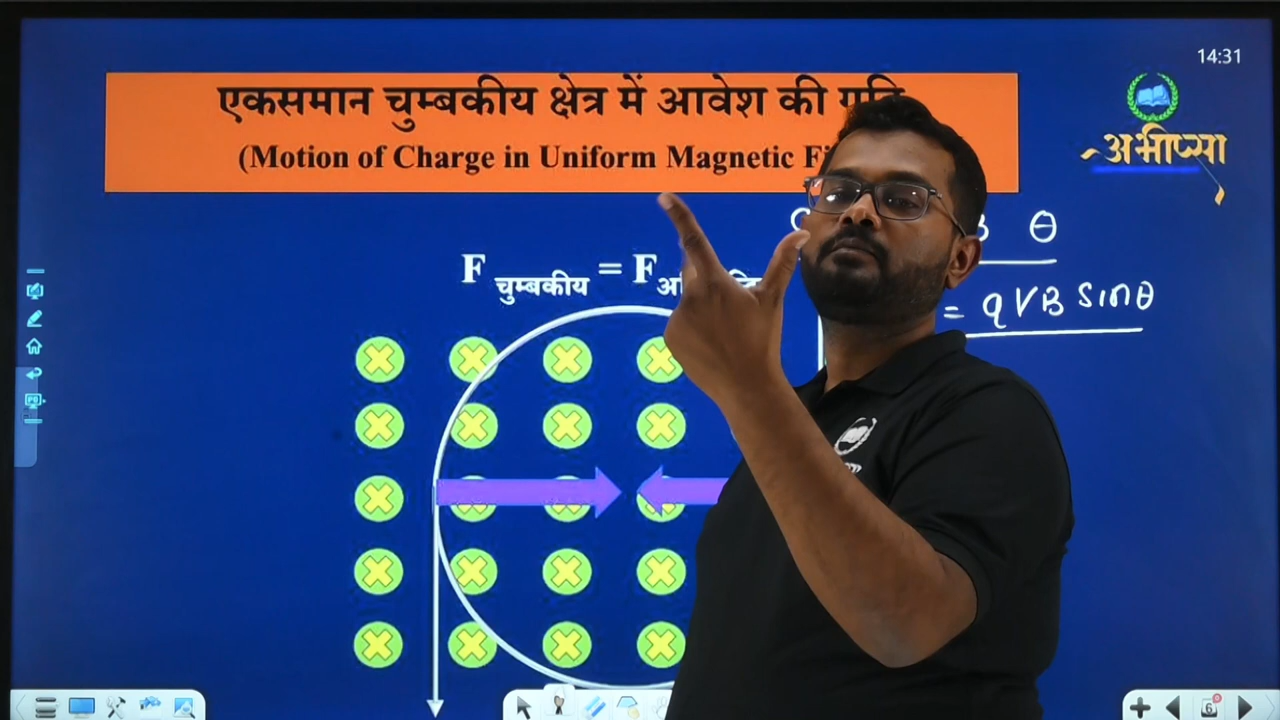 14:31
एकसमान चुम्बकीय क्षेत्र में आवेश की
(Motion of Charge in Uniform Magnetic
अभीप्सा
θ
F चुम्बकीय = F
= qVB sinθ